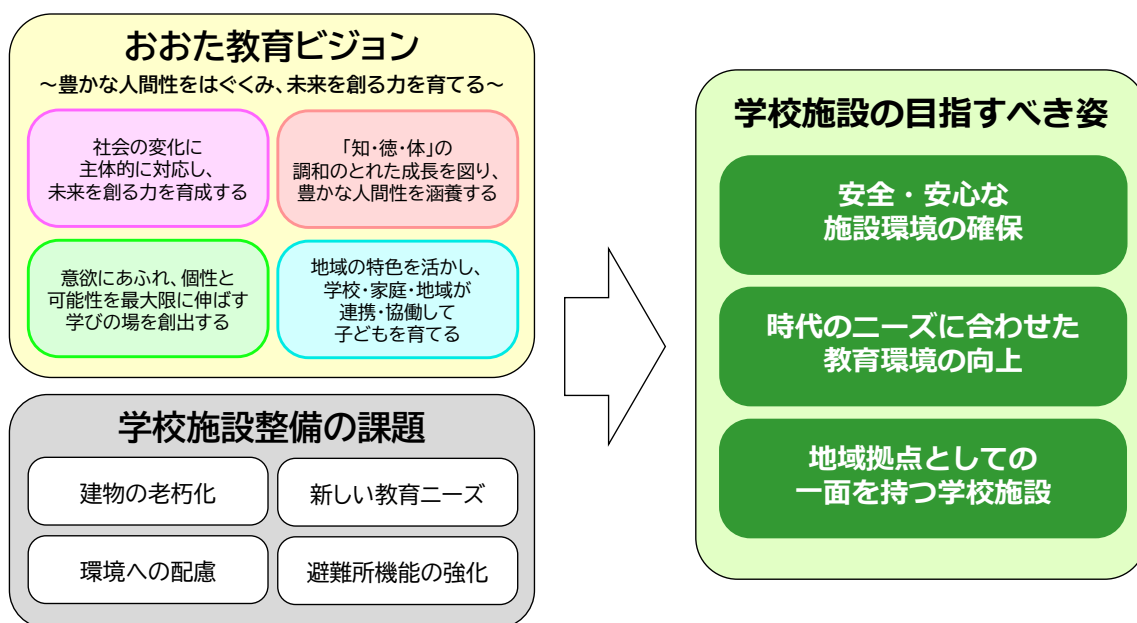 おおた教育ビジョン
～豊かな人間性をはぐくみ、未来を創る力を育てる～
社会の変化に
主体的に対応し、
未来を創る力を育成する
「知・徳・体」の
調和のとれた成長を図り、
豊かな人間性を涵養する
意欲にあふれ、個性と
可能性を最大限に伸ばす
学びの場を創出する
地域の特色を活かし、
学校・家庭・地域が
連携・協働して
子どもを育てる
学校施設整備の課題
建物の老朽化
新しい教育ニーズ
環境への配慮
避難所機能の強化
学校施設の目指すべき姿
安全・安心な
施設環境の確保
時代のニーズに合わせた
教育環境の向上
地域拠点としての
一面を持つ学校施設